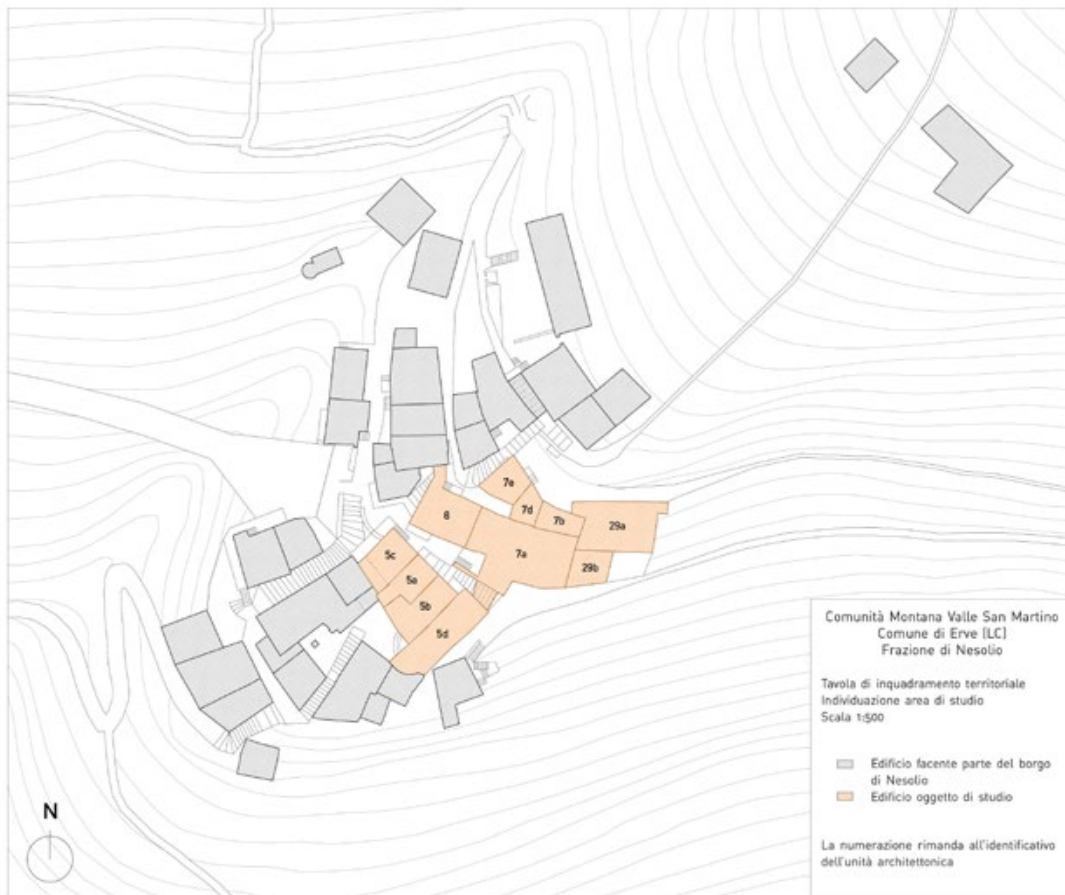 7e
7d
7b
29a
8
7a
5c
5a
29b
5b
5d
Comunità Montana Valle San Martino
Comune di Erve (LC)
Frazione di Nesolio
Tavola di inquadramento territoriale
Individuazione area di studio
Scala 1:500
Edificio facente parte del borgo
di Nesolio
Edificio oggetto di studio
N
La numerazione rimanda all'identificativo
dell'unità architettonica